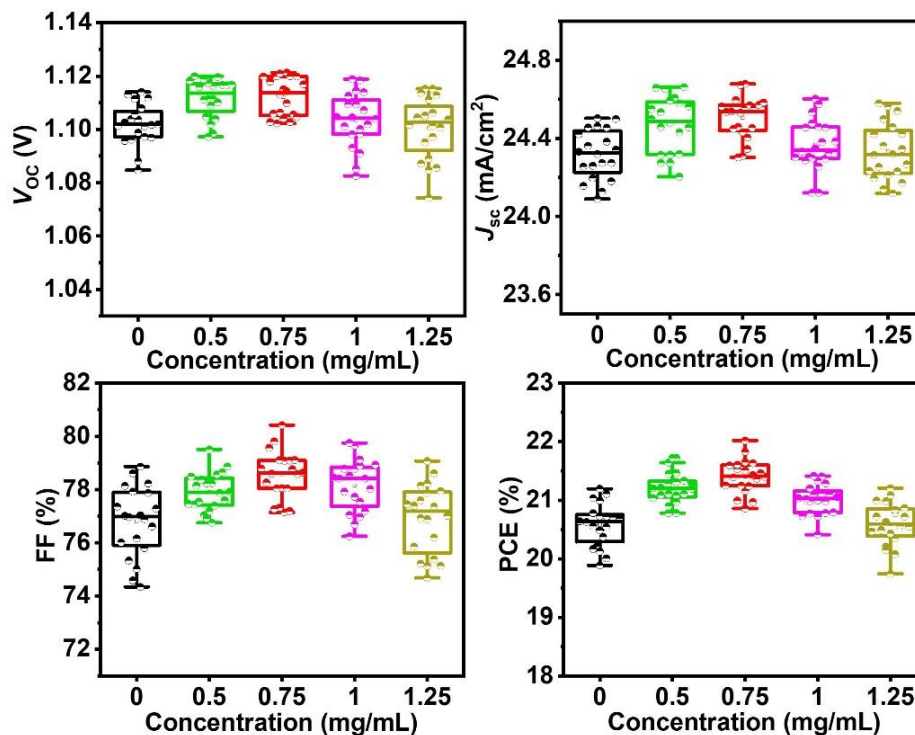 1.14
1.12
1.10
1.08
1.06
1.04
V_OC (V)
0 0.5 0.75 1 1.25
Concentration (mg/mL)
24.8
24.4
24.0
23.6
J_sc (mA/cm²)
0 0.5 0.75 1 1.25
Concentration (mg/mL)
82
80
78
76
74
72
FF (%)
0 0.5 0.75 1 1.25
Concentration (mg/mL)
23
22
21
20
19
18
PCE (%)
0 0.5 0.75 1 1.25
Concentration (mg/mL)